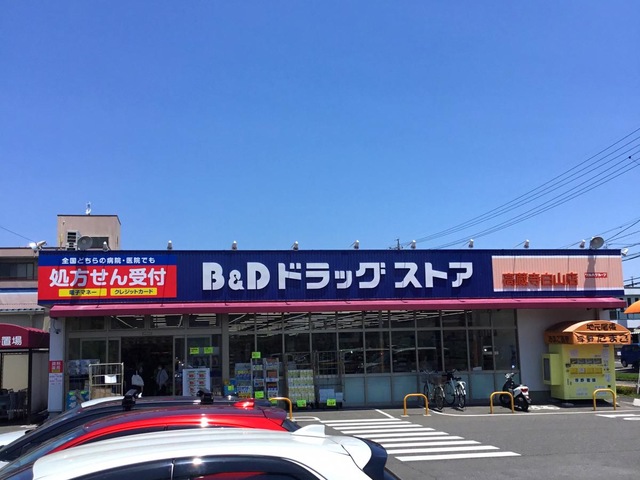 全国どちらの病院・医院でも
処方せん受付
電子マネー クレジットカード
B&Dドラッグストア
高蔵寺白山店
置場